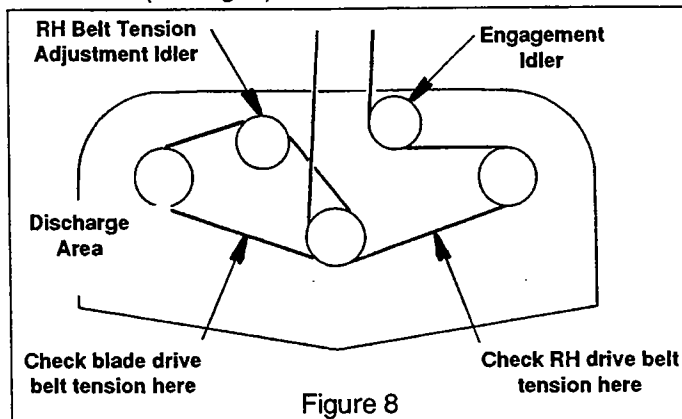 RH Belt Tension
Adjustment Idler
Engagement
Idler
Discharge
Area
Check blade drive
belt tension here
Check RH drive belt
tension here
Figure 8